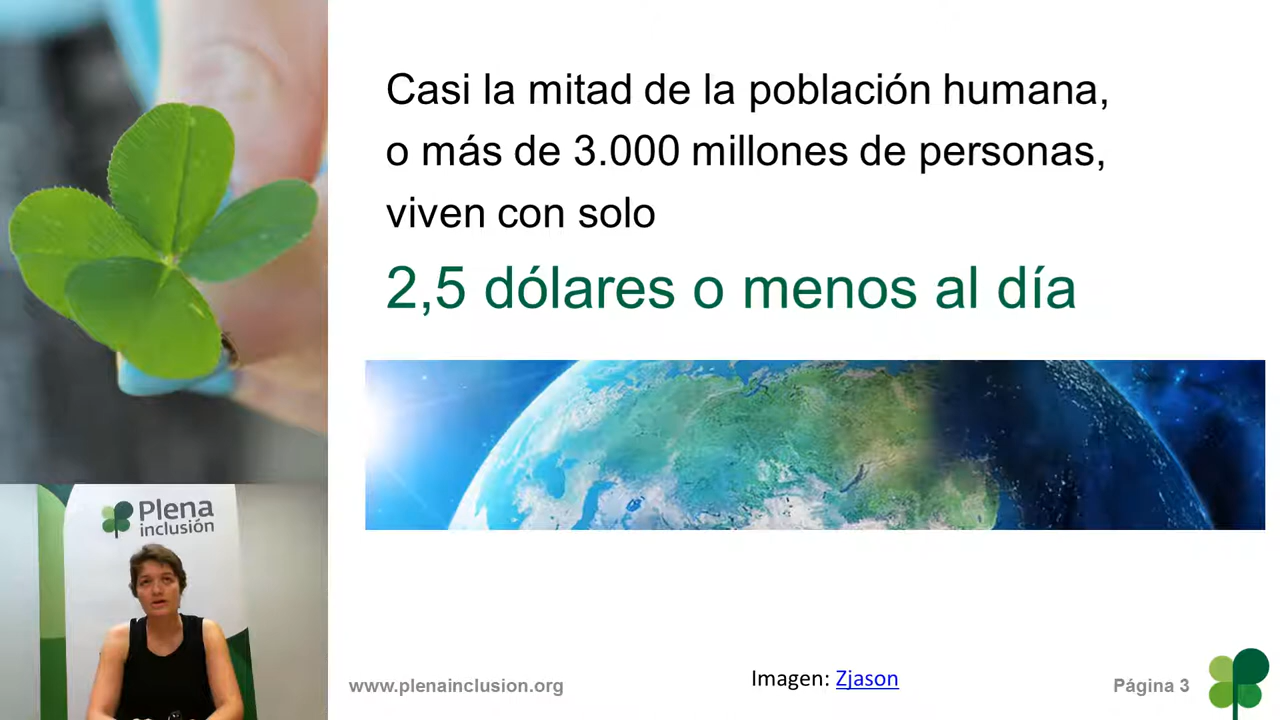 Casi la mitad de la población humana,
o más de 3.000 millones de personas,
viven con solo
2,5 dólares o menos al día
Plena
inclusión
www.plenainclusion.org
Imagen: Zjason
Página 3